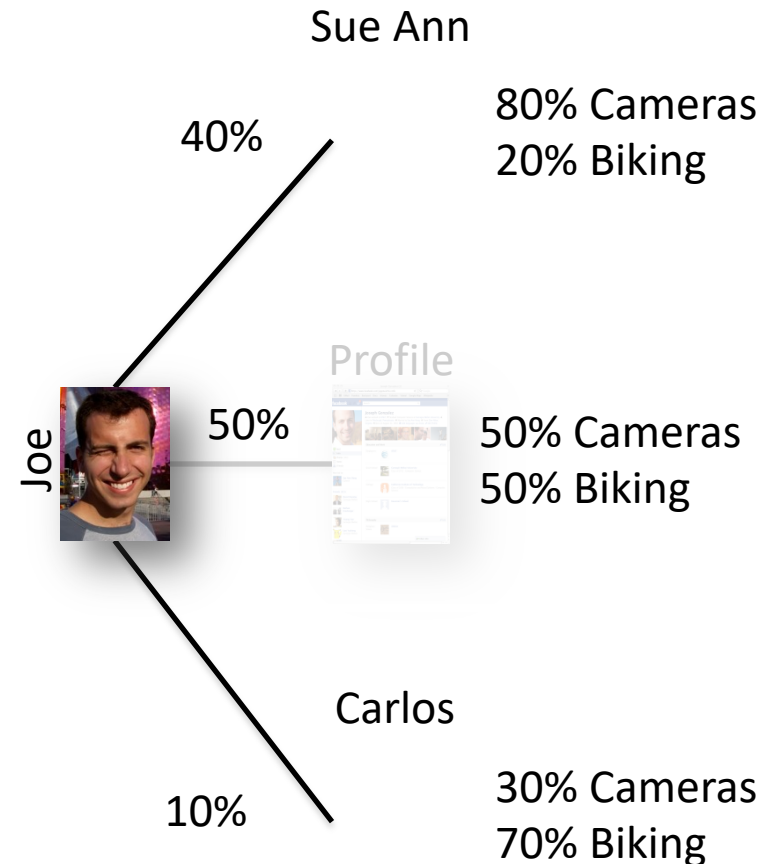 Sue Ann
40%
80% Cameras
20% Biking
Profile
Joe
50%
50% Cameras
50% Biking
Carlos
10%
30% Cameras
70% Biking